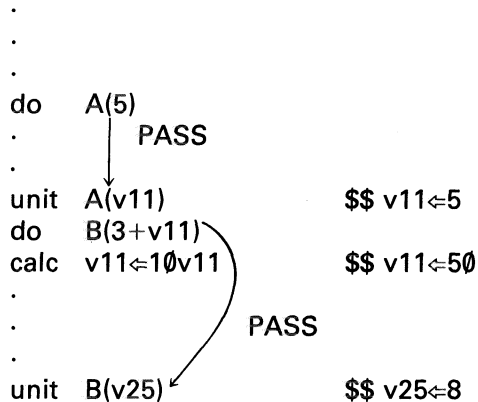 .
.
.
do A(5)
. PASS
.
unit A(v11) $$ v11⇐5
do B(3+v11)
calc v11⇐10v11 $$ v11⇐50
.
. PASS
.
unit B(v25) $$ v25⇐8